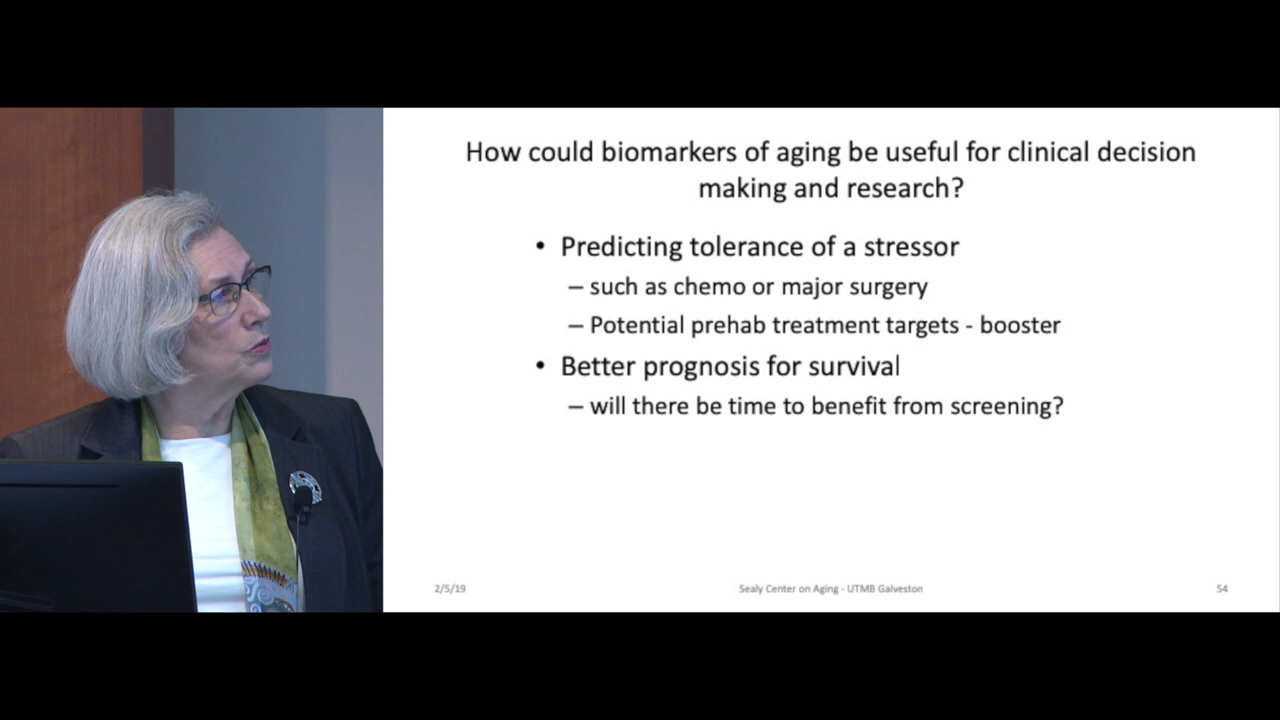 How could biomarkers of aging be useful for clinical decision
making and research?
• Predicting tolerance of a stressor
– such as chemo or major surgery
– Potential prehab treatment targets - booster
• Better prognosis for survival
– will there be time to benefit from screening?
2/5/19 Sealy Center on Aging - UTMB Galveston 54